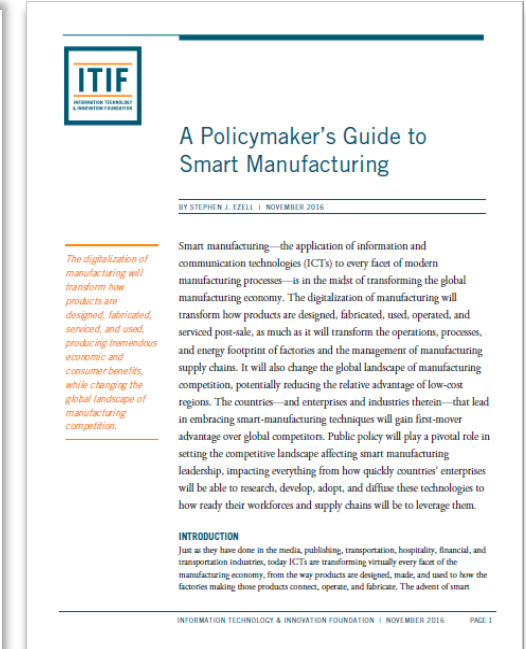 ITIF
INFORMATION TECHNOLOGY
& INNOVATION FOUNDATION
A Policymaker's Guide to
Smart Manufacturing
BY STEPHEN J. EZELL | NOVEMBER 2016
The digitalization of
manufacturing will
transform how
products are
designed, fabricated,
serviced, and used,
producing tremendous
economic and
consumer benefits,
while changing the
global landscape of
manufacturing
competition.
Smart manufacturing—the application of information and
communication technologies (ICTs) to every facet of modern
manufacturing processes—is in the midst of transforming the global
manufacturing economy. The digitalization of manufacturing will
transform how products are designed, fabricated, used, operated, and
serviced post-sale, as much as it will transform the operations, processes,
and energy footprint of factories and the management of manufacturing
supply chains. It will also change the global landscape of manufacturing
competition, potentially reducing the relative advantage of low-cost
regions. The countries—and enterprises and industries therein—that lead
in embracing smart-manufacturing techniques will gain first-mover
advantage over global competitors. Public policy will play a pivotal role in
setting the competitive landscape affecting smart manufacturing
leadership, impacting everything from how quickly countries' enterprises
will be able to research, develop, adopt, and diffuse these technologies to
how ready their workforces and supply chains will be to leverage them.
INTRODUCTION
Just as they have done in the media, publishing, transportation, hospitality, financial, and
transportation industries, today ICTs are transforming virtually every facet of the
manufacturing economy, from the way products are designed, made, and used to how the
factories making those products connect, operate, and fabricate. The advent of smart
INFORMATION TECHNOLOGY & INNOVATION FOUNDATION | NOVEMBER 2016 PAGE 1